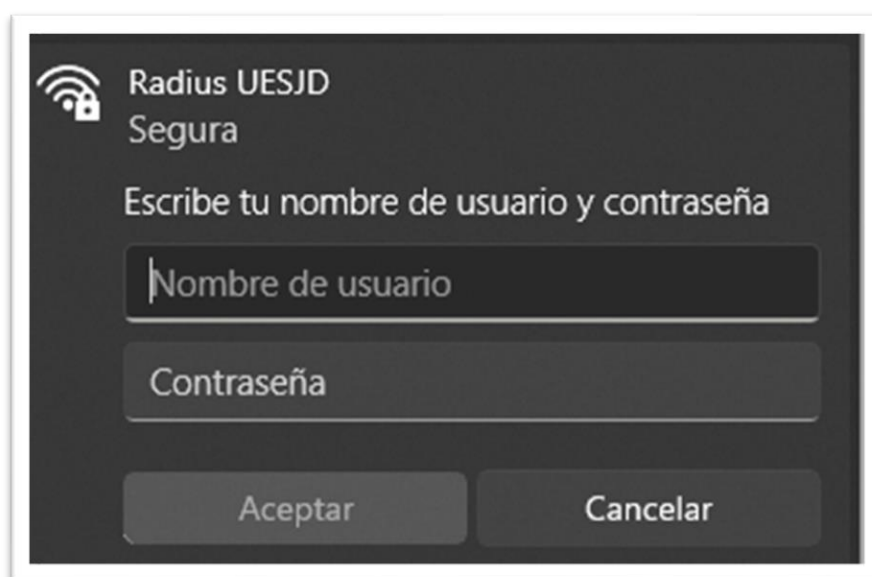 Radius UESJD
Segura
Escribe tu nombre de usuario y contraseña
Nombre de usuario
Contraseña
Aceptar
Cancelar